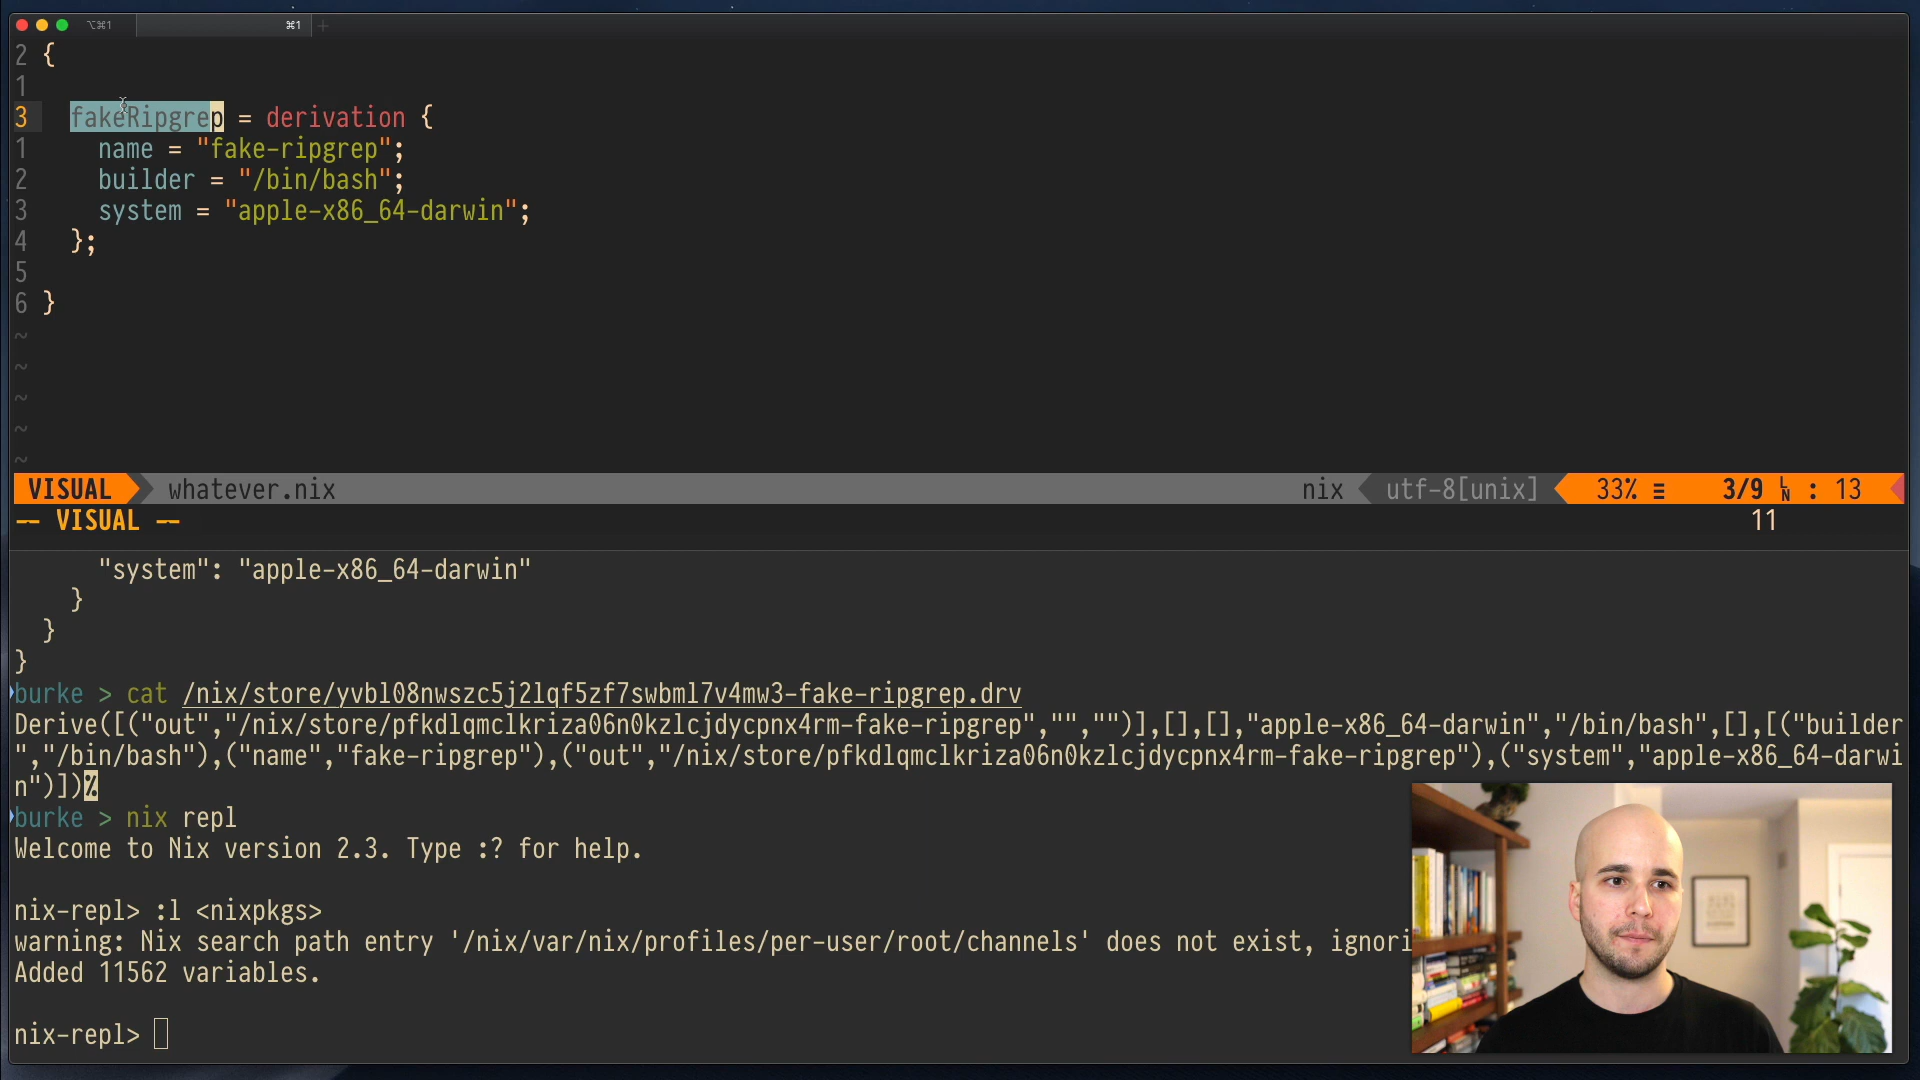 ⌥⌘1 ⌘1 +
2 {
1
3 fakeRipgrep = derivation {
1 name = "fake-ripgrep";
2 builder = "/bin/bash";
3 system = "apple-x86_64-darwin";
4 };
5
6 }
~
~
~
~
~
VISUAL whatever.nix nix utf-8[unix] 33% ≡ 3/9 LN : 13
-- VISUAL -- 11
"system": "apple-x86_64-darwin"
}
}
}
burke > cat /nix/store/yvbl08nwszc5j2lqf5zf7swbml7v4mw3-fake-ripgrep.drv
Derive([("out","/nix/store/pfkdlqmclkriza06n0kzlcjdycpnx4rm-fake-ripgrep","","")],[],[],"apple-x86_64-darwin","/bin/bash",[],[("builder
","/bin/bash"),("name","fake-ripgrep"),("out","/nix/store/pfkdlqmclkriza06n0kzlcjdycpnx4rm-fake-ripgrep"),("system","apple-x86_64-darwi
n")])%
burke > nix repl
Welcome to Nix version 2.3. Type :? for help.
nix-repl> :l <nixpkgs>
warning: Nix search path entry '/nix/var/nix/profiles/per-user/root/channels' does not exist, ignori
Added 11562 variables.
nix-repl>